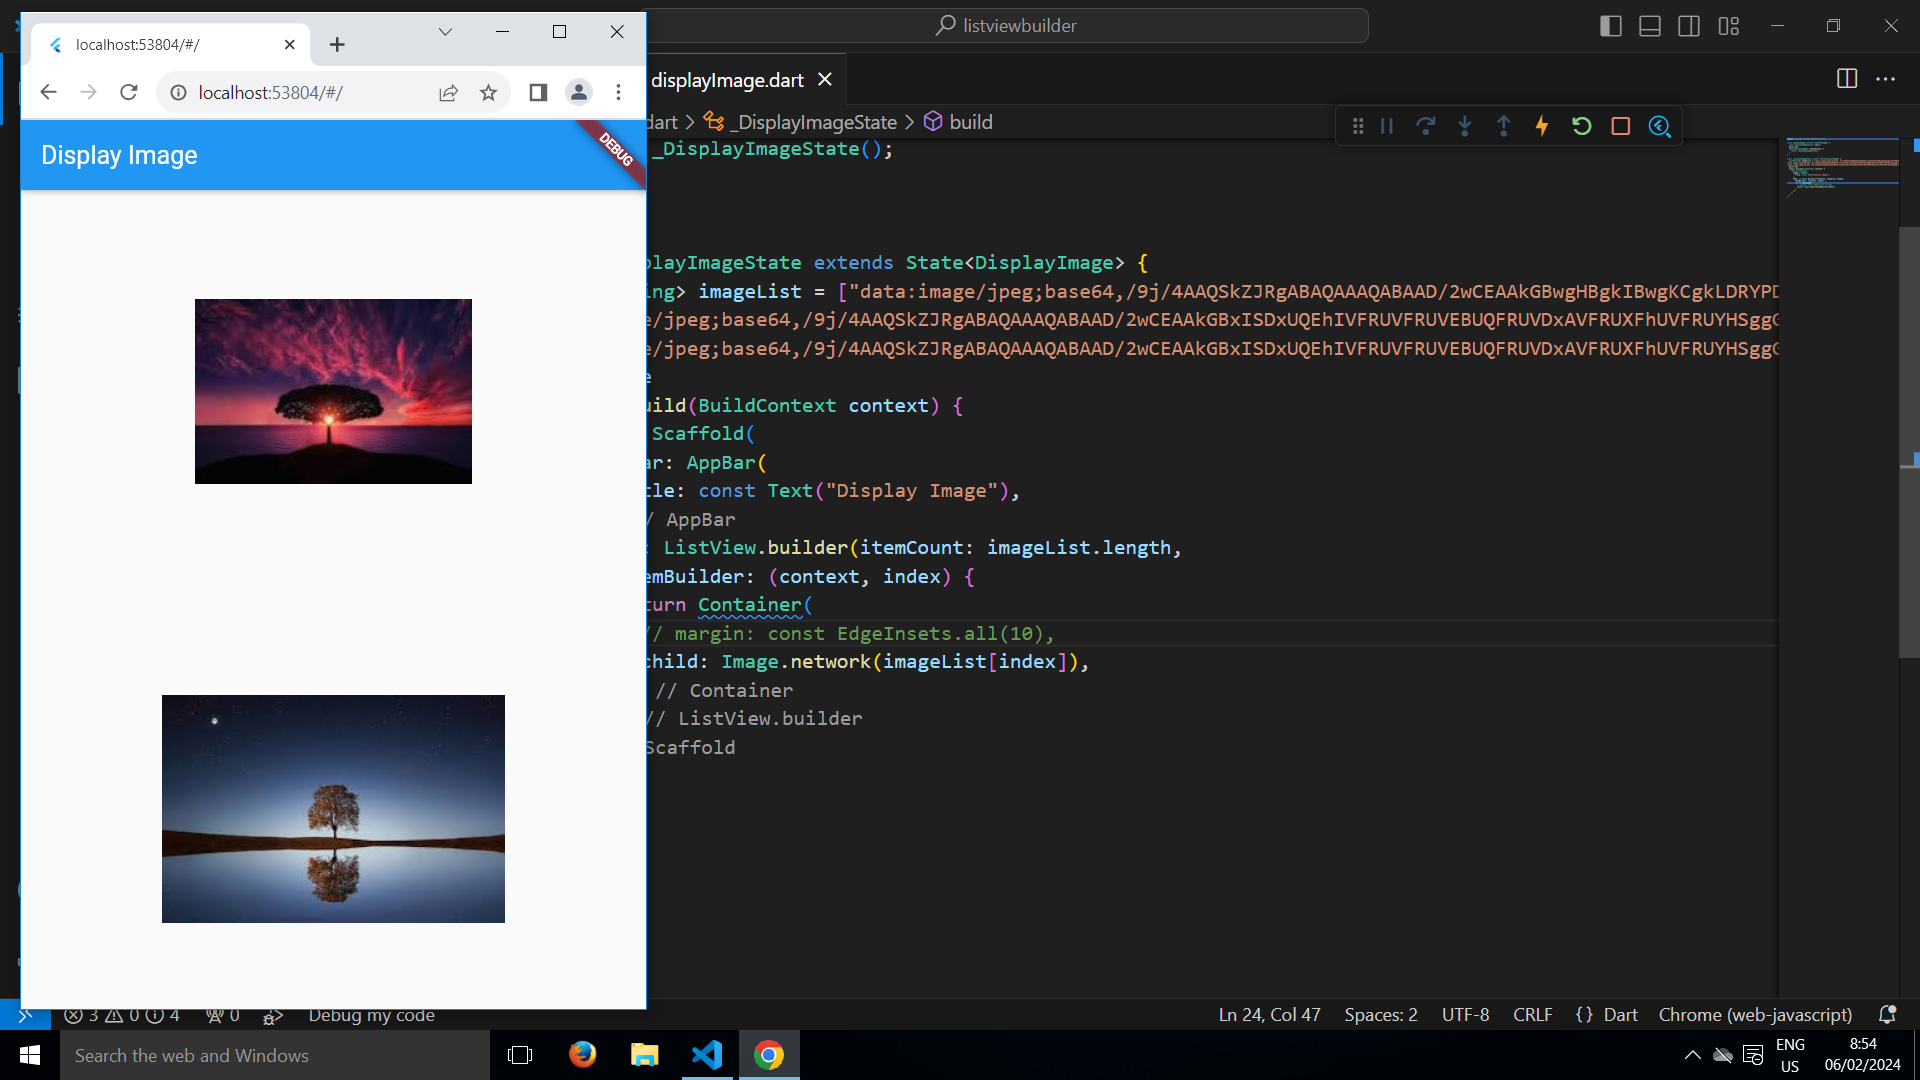 localhost:53804/#/
listviewbuilder
localhost:53804/#/
displayImage.dart
dart > _DisplayImageState > build
Display Image
DEBUG
_DisplayImageState();
playImageState extends State<DisplayImage> {
ing> imageList = ["data:image/jpeg;base64,/9j/4AAQSkZJRgABAQAAAQABAAD/2wCEAAkGBwgHBgkIBwgKCgkLDRYPD
e/jpeg;base64,/9j/4AAQSkZJRgABAQAAAQABAAD/2wCEAAkGBxISDxUQEhIVFRUVFRUVEBUQFRUVDxAVFRUXFhUVFRUYHSggG
e/jpeg;base64,/9j/4AAQSkZJRgABAQAAAQABAAD/2wCEAAkGBxISDxUQEhIVFRUVFRUVEBUQFRUVDxAVFRUXFhUVFRUYHSggG
e
uild(BuildContext context) {
Scaffold(
ar: AppBar(
tle: const Text("Display Image"),
/ AppBar
: ListView.builder(itemCount: imageList.length,
emBuilder: (context, index) {
turn Container(
// margin: const EdgeInsets.all(10),
child: Image.network(imageList[index]),
// Container
// ListView.builder
Scaffold
3 0 4 0 Debug my code
Ln 24, Col 47 Spaces: 2 UTF-8 CRLF {} Dart Chrome (web-javascript)
Search the web and Windows
ENG
US
8:54
06/02/2024